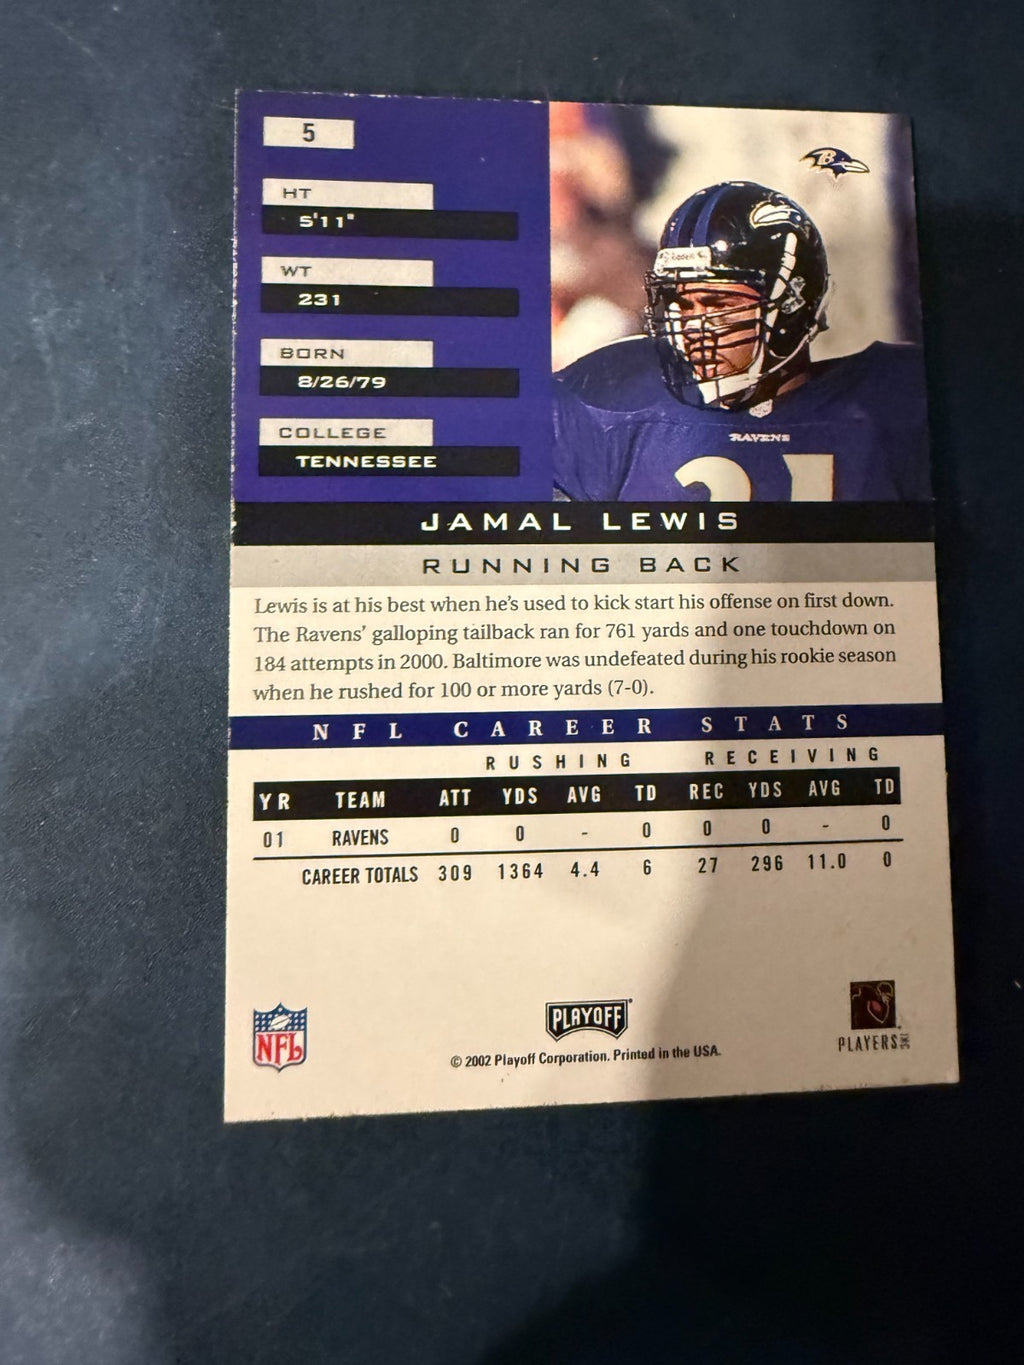 5
HT
5'11"
WT
231
BORN
8/26/79
COLLEGE
TENNESSEE
B
Riddell
RAVENS
31
JAMAL LEWIS
RUNNING BACK
Lewis is at his best when he's used to kick start his offense on first down.
The Ravens' galloping tailback ran for 761 yards and one touchdown on
184 attempts in 2000. Baltimore was undefeated during his rookie season
when he rushed for 100 or more yards (7-0).
NFL CAREER STATS
RUSHING RECEIVING
YR TEAM ATT YDS AVG TD REC YDS AVG TD
01 RAVENS 0 0 - 0 0 0 - 0
CAREER TOTALS 309 1364 4.4 6 27 296 11.0 0
NFL
PLAYOFF®
© 2002 Playoff Corporation. Printed in the USA.
PLAYERS INC